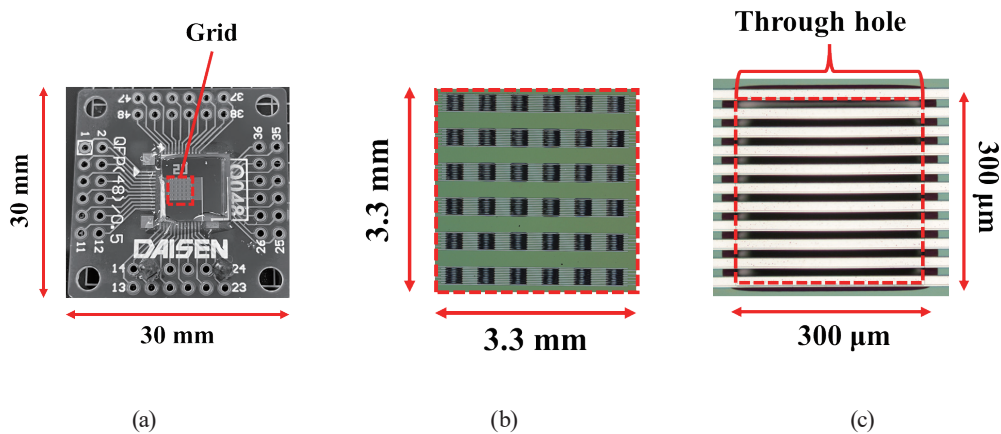 Grid
30 mm
30 mm
47
37
48
38
1
2
36
35
QFP(48)/0.5
11
12
26
25
DAISEN
14
24
13
23
3.3 mm
3.3 mm
Through hole
300 μm
300 μm
(a)
(b)
(c)